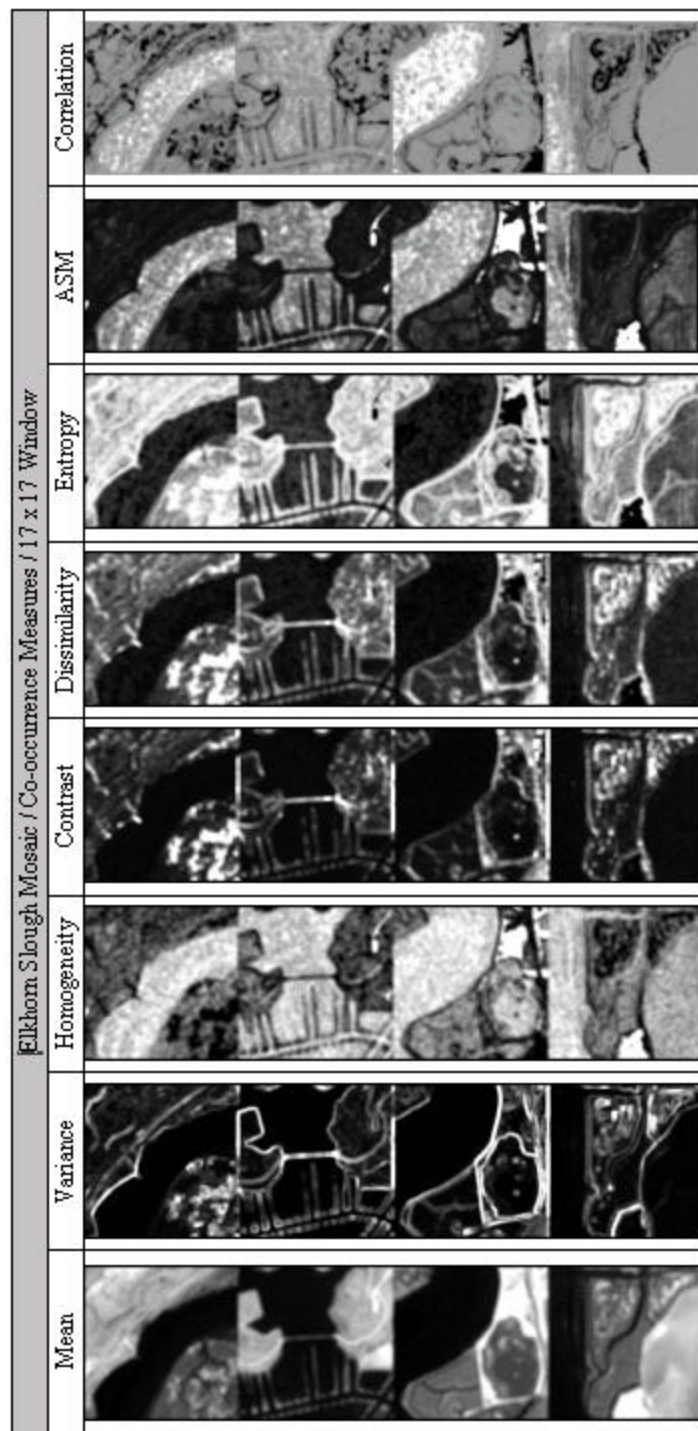 [Elkhorn Slough Mosaic / Co-occurrence Measures / 17 x 17 Window
Mean
Variance
Homogeneity
Contrast
Dissimilarity
Entropy
ASM
Correlation